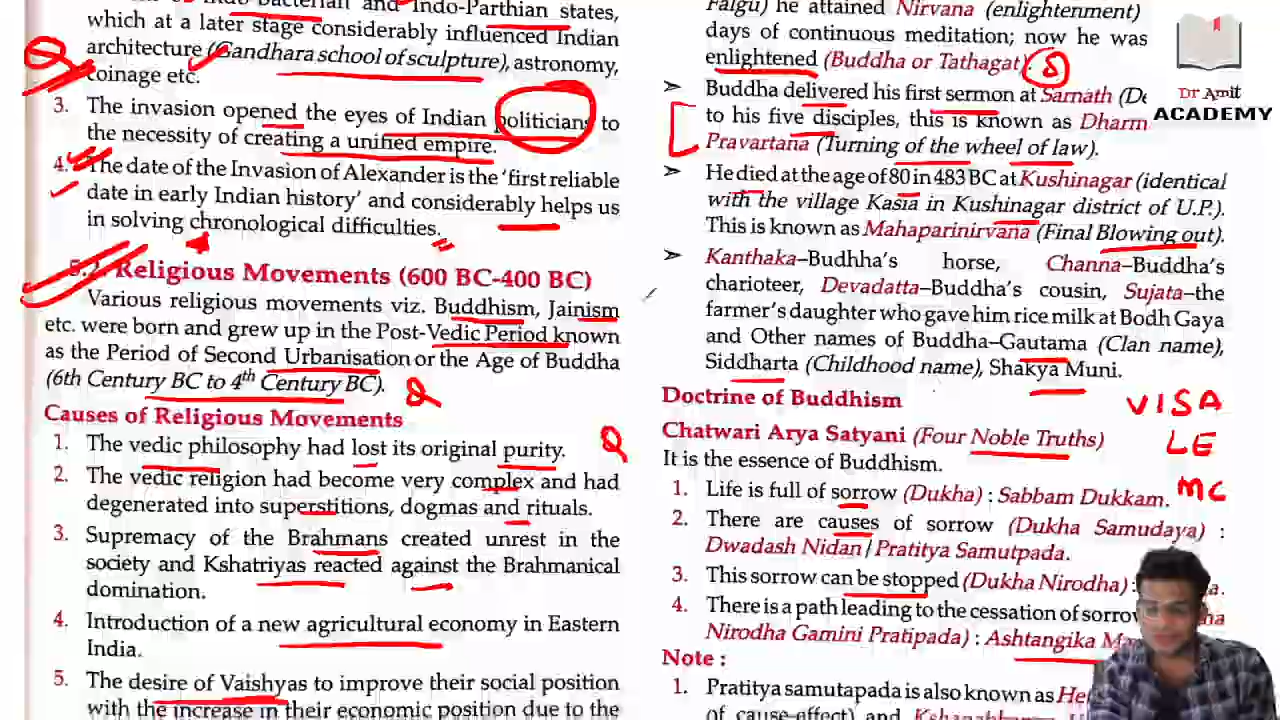 Indo-Bacterian and Indo-Parthian states,
which at a later stage considerably influenced Indian
architecture (Gandhara school of sculpture), astronomy,
coinage etc.
3. The invasion opened the eyes of Indian politicians to
the necessity of creating a unified empire.
4. The date of the Invasion of Alexander is the 'first reliable
date in early Indian history' and considerably helps us
in solving chronological difficulties.
5.2. Religious Movements (600 BC-400 BC)
Various religious movements viz. Buddhism, Jainism
etc. were born and grew up in the Post-Vedic Period known
as the Period of Second Urbanisation or the Age of Buddha
(6th Century BC to 4th Century BC).
Causes of Religious Movements
1. The vedic philosophy had lost its original purity.
2. The vedic religion had become very complex and had
degenerated into superstitions, dogmas and rituals.
3. Supremacy of the Brahmans created unrest in the
society and Kshatriyas reacted against the Brahmanical
domination.
4. Introduction of a new agricultural economy in Eastern
India.
5. The desire of Vaishyas to improve their social position
with the increase in their economic position due to the
Falgu) he attained Nirvana (enlightenment)
days of continuous meditation; now he was
enlightened (Buddha or Tathagat).
➢ Buddha delivered his first sermon at Sarnath (De
to his five disciples, this is known as Dharm
Pravartana (Turning of the wheel of law).
➢ He died at the age of 80 in 483 BC at Kushinagar (identical
with the village Kasia in Kushinagar district of U.P.).
This is known as Mahaparinirvana (Final Blowing out).
➢ Kanthaka–Budhha's horse, Channa–Buddha's
charioteer, Devadatta–Buddha's cousin, Sujata–the
farmer's daughter who gave him rice milk at Bodh Gaya
and Other names of Buddha–Gautama (Clan name),
Siddharta (Childhood name), Shakya Muni.
Doctrine of Buddhism
Chatwari Arya Satyani (Four Noble Truths)
It is the essence of Buddhism.
1. Life is full of sorrow (Dukha) : Sabbam Dukkam.
2. There are causes of sorrow (Dukha Samudaya) :
Dwadash Nidan/Pratitya Samutpada.
3. This sorrow can be stopped (Dukha Nirodha) :
4. There is a path leading to the cessation of sorrow
Nirodha Gamini Pratipada) : Ashtangika
Note :
1. Pratitya samutapada is also known as
of cause-effect) and
VISA
LE
MC
Dr Amit
ACADEMY